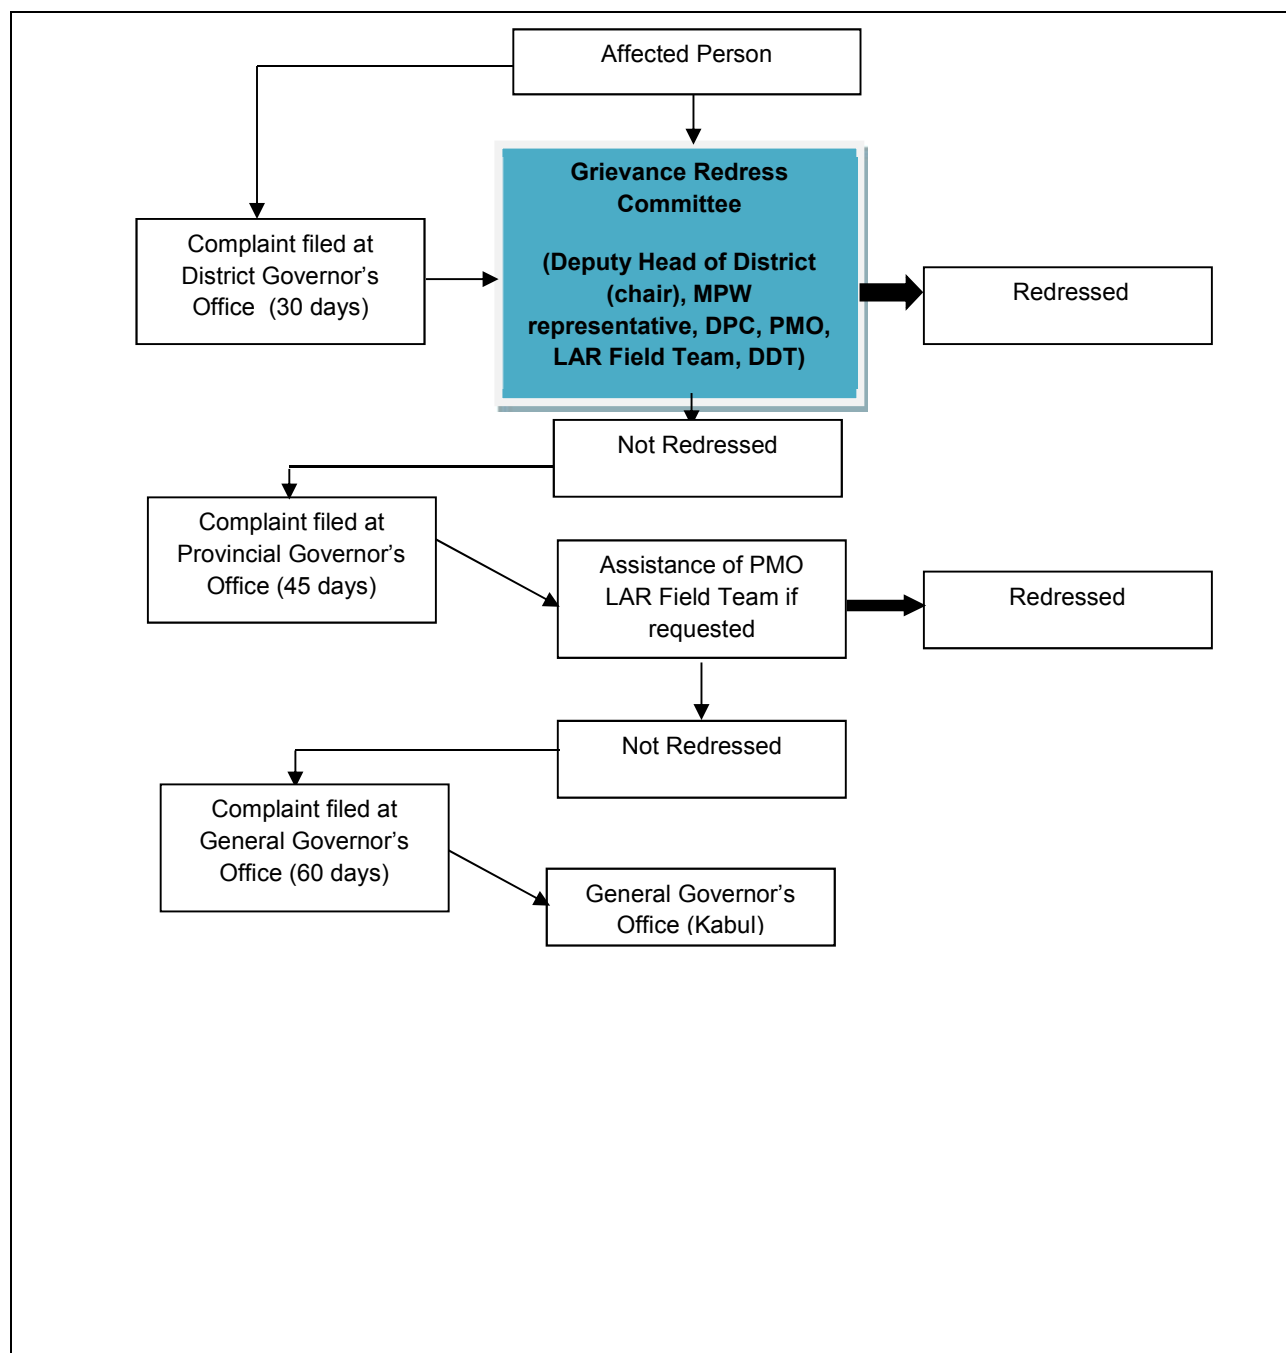 Affected Person
Grievance Redress
Committee
(Deputy Head of District
(chair), MPW
representative, DPC, PMO,
LAR Field Team, DDT)
Complaint filed at
District Governor’s
Office (30 days)
Redressed
Not Redressed
Complaint filed at
Provincial Governor’s
Office (45 days)
Assistance of PMO
LAR Field Team if
requested
Redressed
Not Redressed
Complaint filed at
General Governor’s
Office (60 days)
General Governor’s
Office (Kabul)